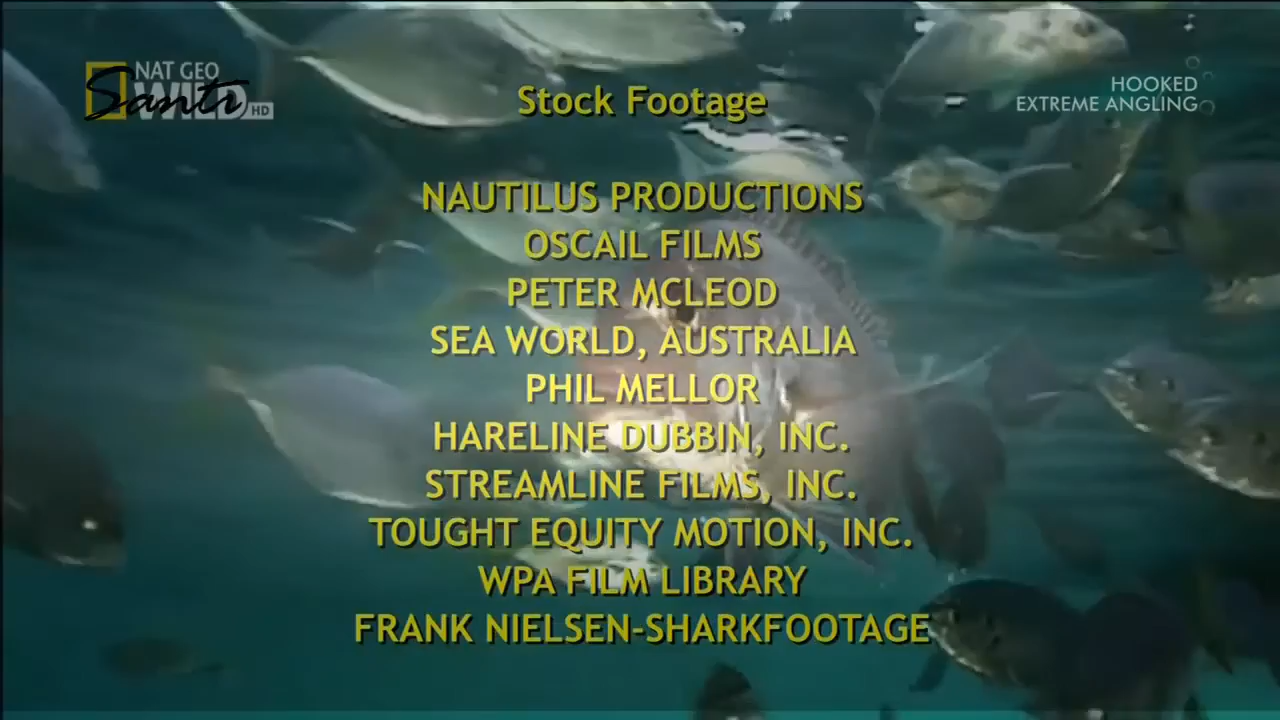 NAT GEO
WILD HD
Santi
HOOKED
EXTREME ANGLING
Stock Footage
NAUTILUS PRODUCTIONS
OSCAIL FILMS
PETER MCLEOD
SEA WORLD, AUSTRALIA
PHIL MELLOR
HARELINE DUBBIN, INC.
STREAMLINE FILMS, INC.
TOUGHT EQUITY MOTION, INC.
WPA FILM LIBRARY
FRANK NIELSEN-SHARKFOOTAGE